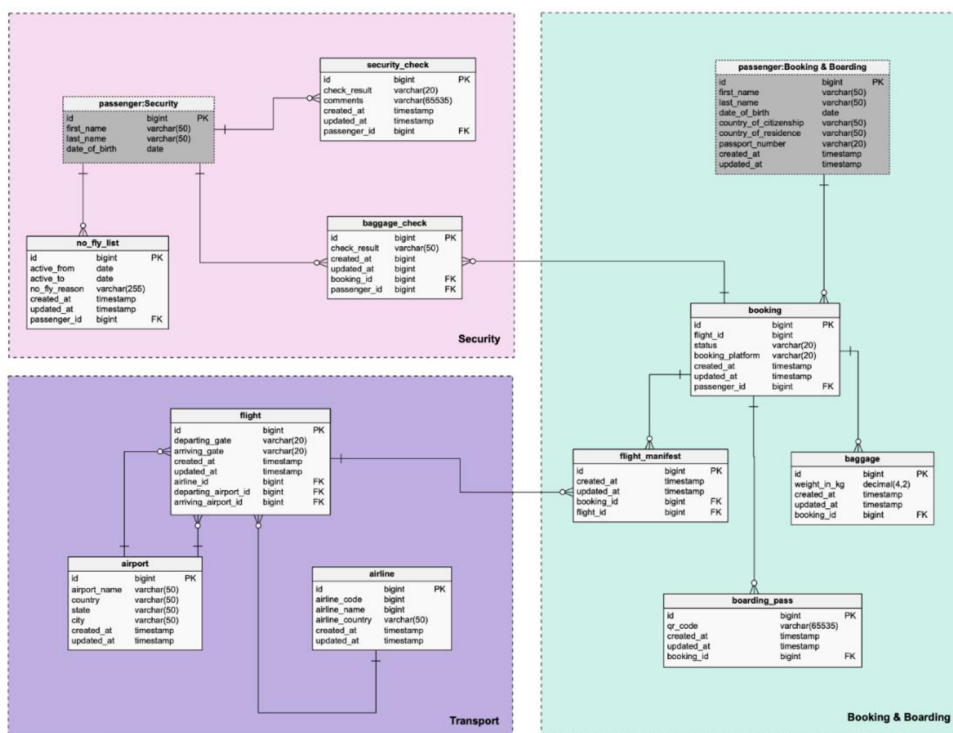 security_check
id bigint PK
check_result varchar(20)
comments varchar(65535)
created_at timestamp
updated_at timestamp
passenger_id bigint FK
passenger:Security
id bigint PK
first_name varchar(50)
last_name varchar(50)
date_of_birth date
baggage_check
id bigint PK
check_result varchar(50)
created_at bigint
updated_at bigint
booking_id bigint FK
passenger_id bigint FK
no_fly_list
id bigint PK
active_from date
active_to date
no_fly_reason varchar(255)
created_at timestamp
updated_at timestamp
passenger_id bigint FK
Security
passenger:Booking & Boarding
id bigint PK
first_name varchar(50)
last_name varchar(50)
date_of_birth date
country_of_citizenship varchar(50)
country_of_residence varchar(50)
passport_number varchar(20)
created_at timestamp
updated_at timestamp
booking
id bigint PK
flight_id bigint
status varchar(20)
booking_platform varchar(20)
created_at timestamp
updated_at timestamp
passenger_id bigint FK
flight_manifest
id bigint PK
created_at timestamp
updated_at timestamp
booking_id bigint FK
flight_id bigint FK
baggage
id bigint PK
weight_in_kg decimal(4,2)
created_at timestamp
updated_at timestamp
booking_id bigint FK
boarding_pass
id bigint PK
qr_code varchar(65535)
created_at timestamp
updated_at timestamp
booking_id bigint FK
Booking & Boarding
flight
id bigint PK
departing_gate varchar(20)
arriving_gate varchar(20)
created_at timestamp
updated_at timestamp
airline_id bigint FK
departing_airport_id bigint FK
arriving_airport_id bigint FK
airport
id bigint PK
airport_name varchar(50)
country varchar(50)
state varchar(50)
city varchar(50)
created_at timestamp
updated_at timestamp
airline
id bigint PK
airline_code bigint
airline_name bigint
airline_country varchar(50)
created_at timestamp
updated_at timestamp
Transport